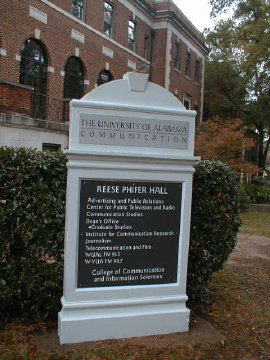 THE UNIVERSITY OF ALABAMA
COMMUNICATION
REESE PHIFER HALL
Advertising and Public Relations
Center for Public Television and Radio
Communication Studies
Dean's Office
•Graduate Studies
Institute for Communication Research
Journalism
Telecommunication and Film
WUAL FM 91.5
WVUA FM 90.7
College of Communication
and Information Sciences